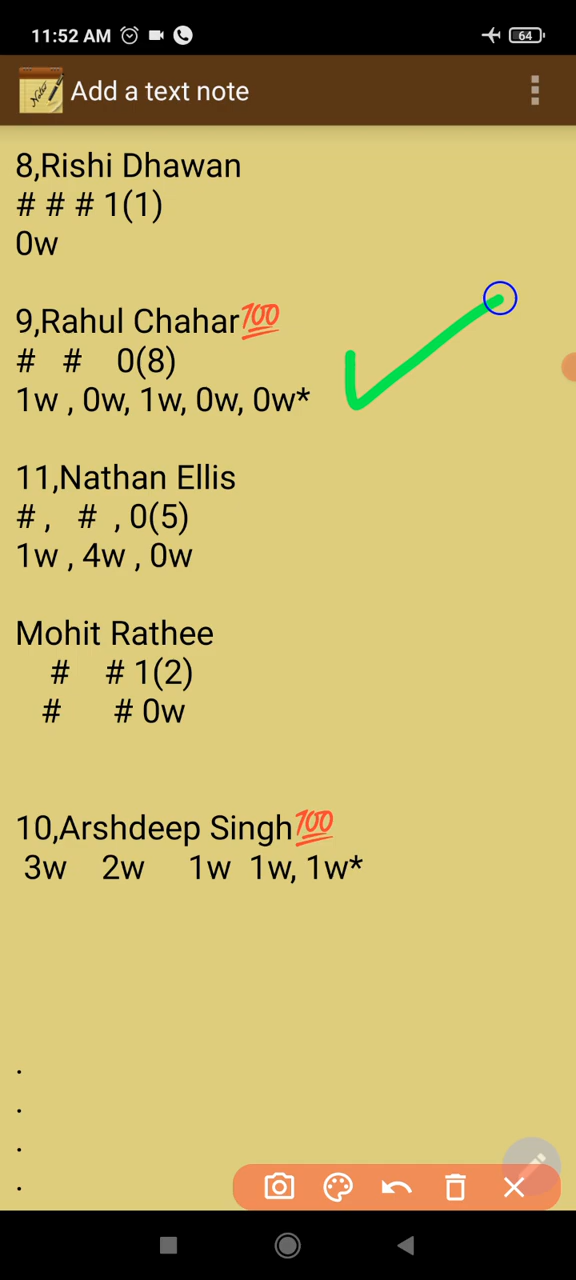 11:52 AM
64
Notes
Add a text note
8,Rishi Dhawan
# # # 1(1)
0w
9,Rahul Chahar💯
#   #    0(8)
1w , 0w, 1w, 0w, 0w*
11,Nathan Ellis
# ,   #  , 0(5)
1w , 4w , 0w
Mohit Rathee
#    # 1(2)
#      # 0w
10,Arshdeep Singh💯
3w    2w     1w  1w, 1w*
.
.
.
.